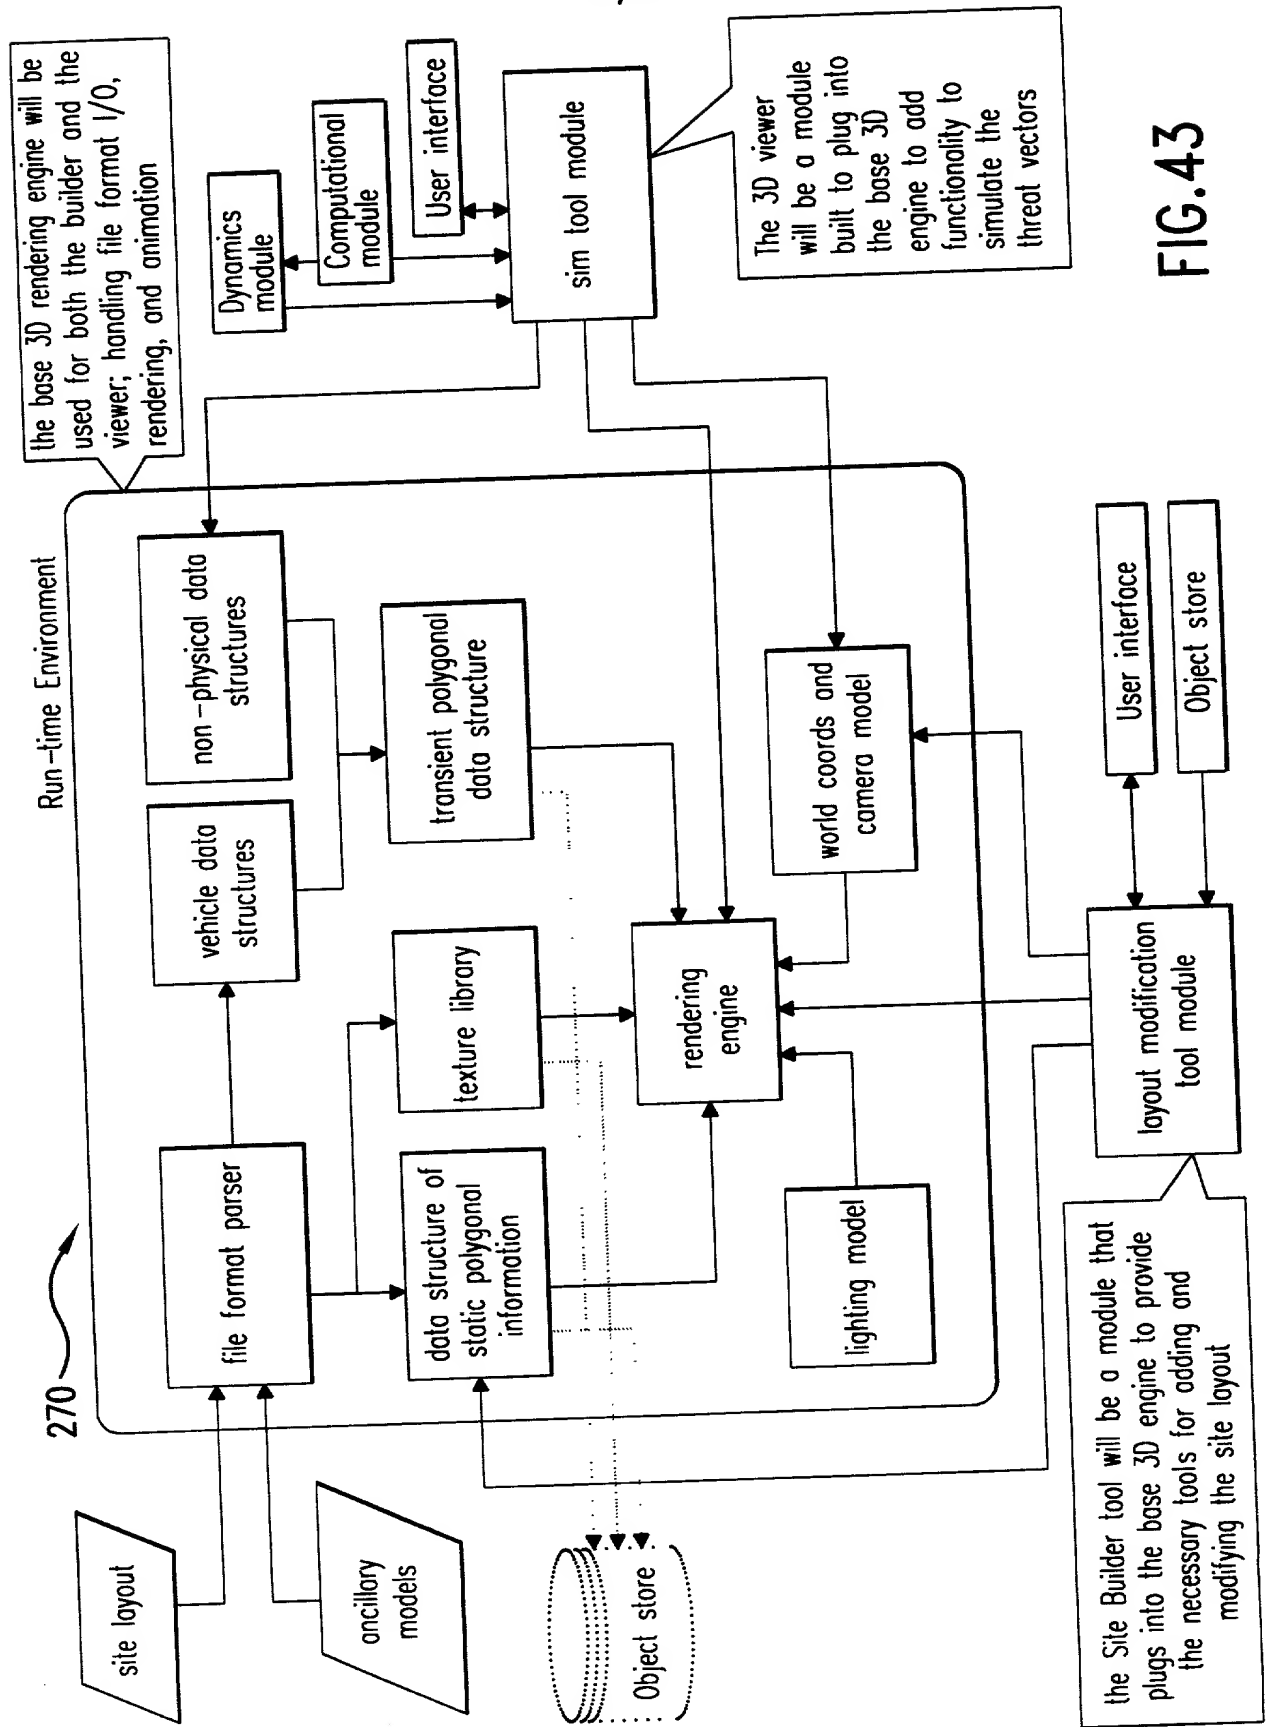 270
Run-time Environment
the base 3D rendering engine will be
used for both the builder and the
viewer; handling file format I/O,
rendering, and animation
site layout
ancillory
models
file format parser
vehicle data
structures
non-physical data
structures
Dynamics
module
Computational
module
User interface
sim tool module
data structure of
static polygonal
information
texture library
transient polygonal
data structure
The 3D viewer
will be a module
built to plug into
the base 3D
engine to add
functionality to
simulate the
threat vectors
Object store
rendering
engine
lighting model
world coords and
camera model
layout modification
tool module
User interface
Object store
the Site Builder tool will be a module that
plugs into the base 3D engine to provide
the necessary tools for adding and
modifying the site layout
FIG.43